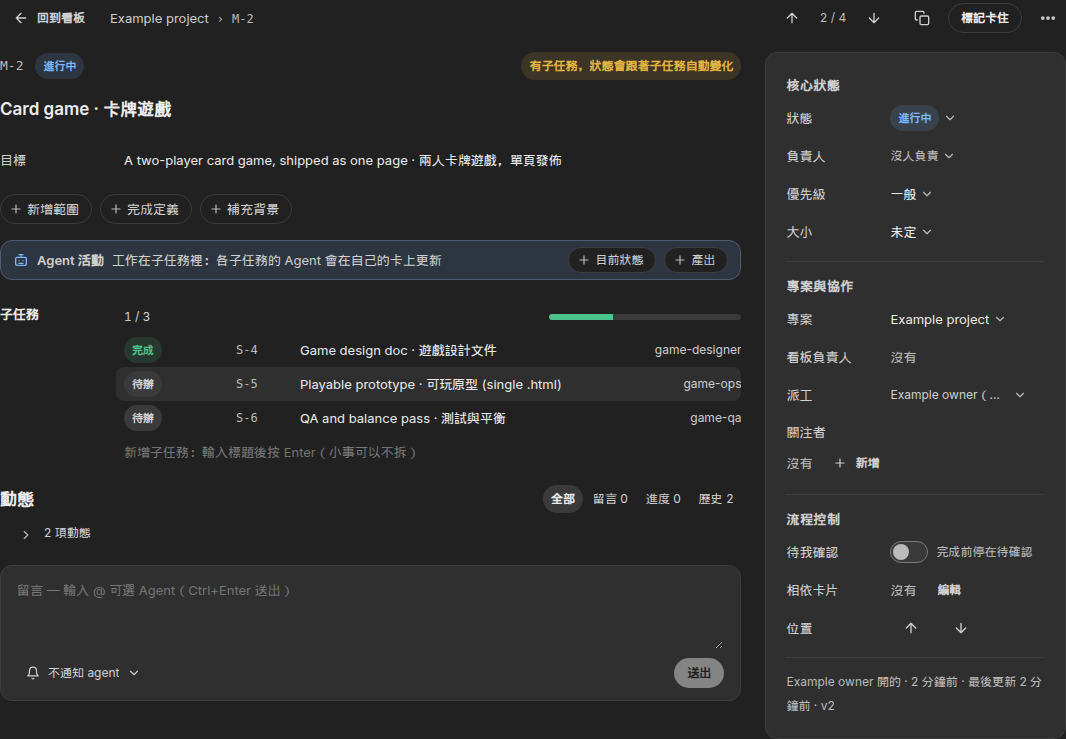 回到看板 Example project › M-2 2 / 4 標記卡住
M-2 進行中 有子任務，狀態會跟著子任務自動變化
Card game · 卡牌遊戲
目標 A two-player card game, shipped as one page · 兩人卡牌遊戲，單頁發佈
+ 新增範圍 + 完成定義 + 補充背景
Agent 活動 工作在子任務裡：各子任務的 Agent 會在自己的卡上更新 + 目前狀態 + 產出
子任務 1 / 3
完成 S-4 Game design doc · 遊戲設計文件 game-designer
待辦 S-5 Playable prototype · 可玩原型 (single .html) game-ops
待辦 S-6 QA and balance pass · 測試與平衡 game-qa
新增子任務：輸入標題後按 Enter（小事可以不拆）
動態 全部 留言 0 進度 0 歷史 2
2 項動態
留言 — 輸入 @ 可選 Agent（Ctrl+Enter 送出）
不通知 agent 送出
核心狀態
狀態 進行中
負責人 沒人負責
優先級 一般
大小 未定
專案與協作
專案 Example project
看板負責人 沒有
派工 Example owner（...
關注者
沒有 + 新增
流程控制
待我確認 完成前停在待確認
相依卡片 沒有 編輯
位置
Example owner 開的 · 2 分鐘前 · 最後更新 2 分
鐘前 · v2